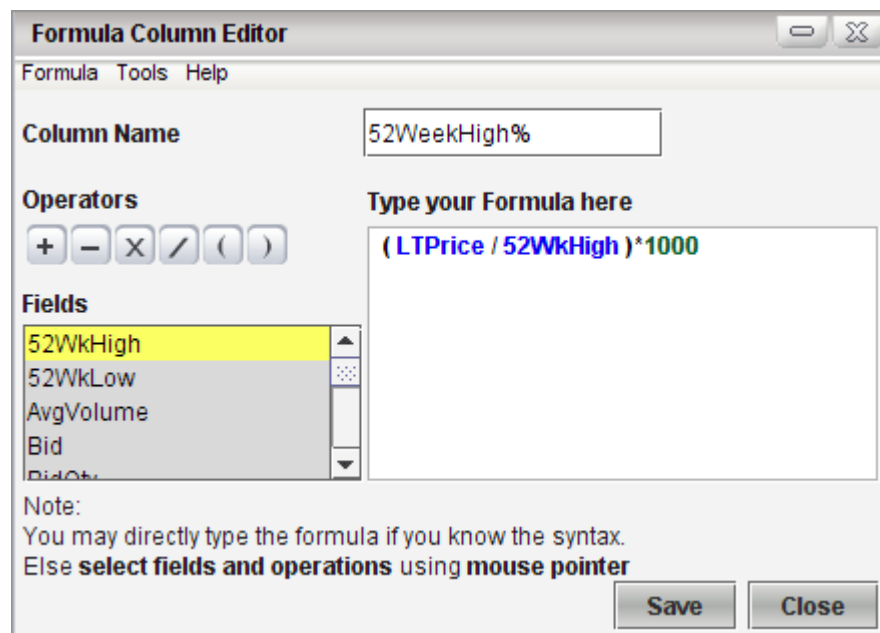 Formula Column Editor
Formula Tools Help
Column Name
52WeekHigh%
Operators
+ − X / ( )
Type your Formula here
( LTPrice / 52WkHigh )*1000
Fields
52WkHigh
52WkLow
AvgVolume
Bid
BidQty
Note:
You may directly type the formula if you know the syntax.
Else select fields and operations using mouse pointer
Save Close